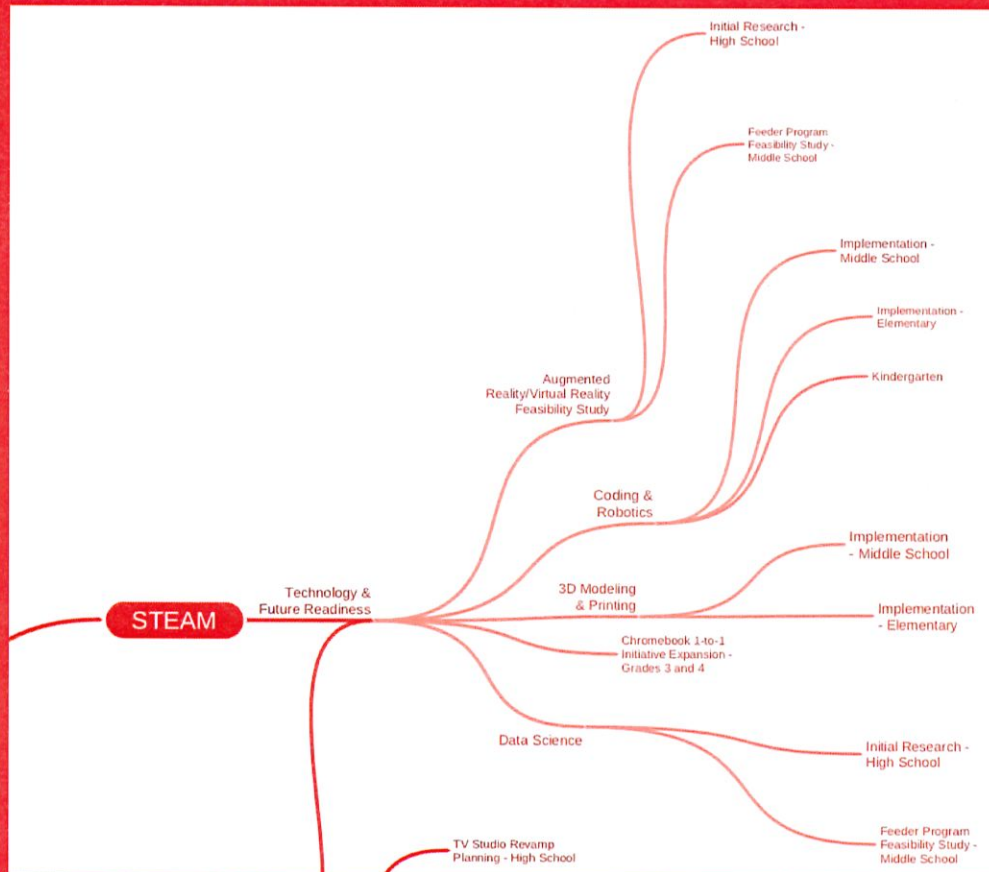 Initial Research -
High School
Feeder Program
Feasibility Study -
Middle School
Implementation -
Middle School
Implementation -
Elementary
Kindergarten
Augmented
Reality/Virtual Reality
Feasibility Study
Coding &
Robotics
Implementation
- Middle School
3D Modeling
& Printing
Implementation
- Elementary
Technology &
Future Readiness
STEAM
Chromebook 1-to-1
Initiative Expansion -
Grades 3 and 4
Data Science
Initial Research -
High School
Feeder Program
Feasibility Study -
Middle School
TV Studio Revamp
Planning - High School